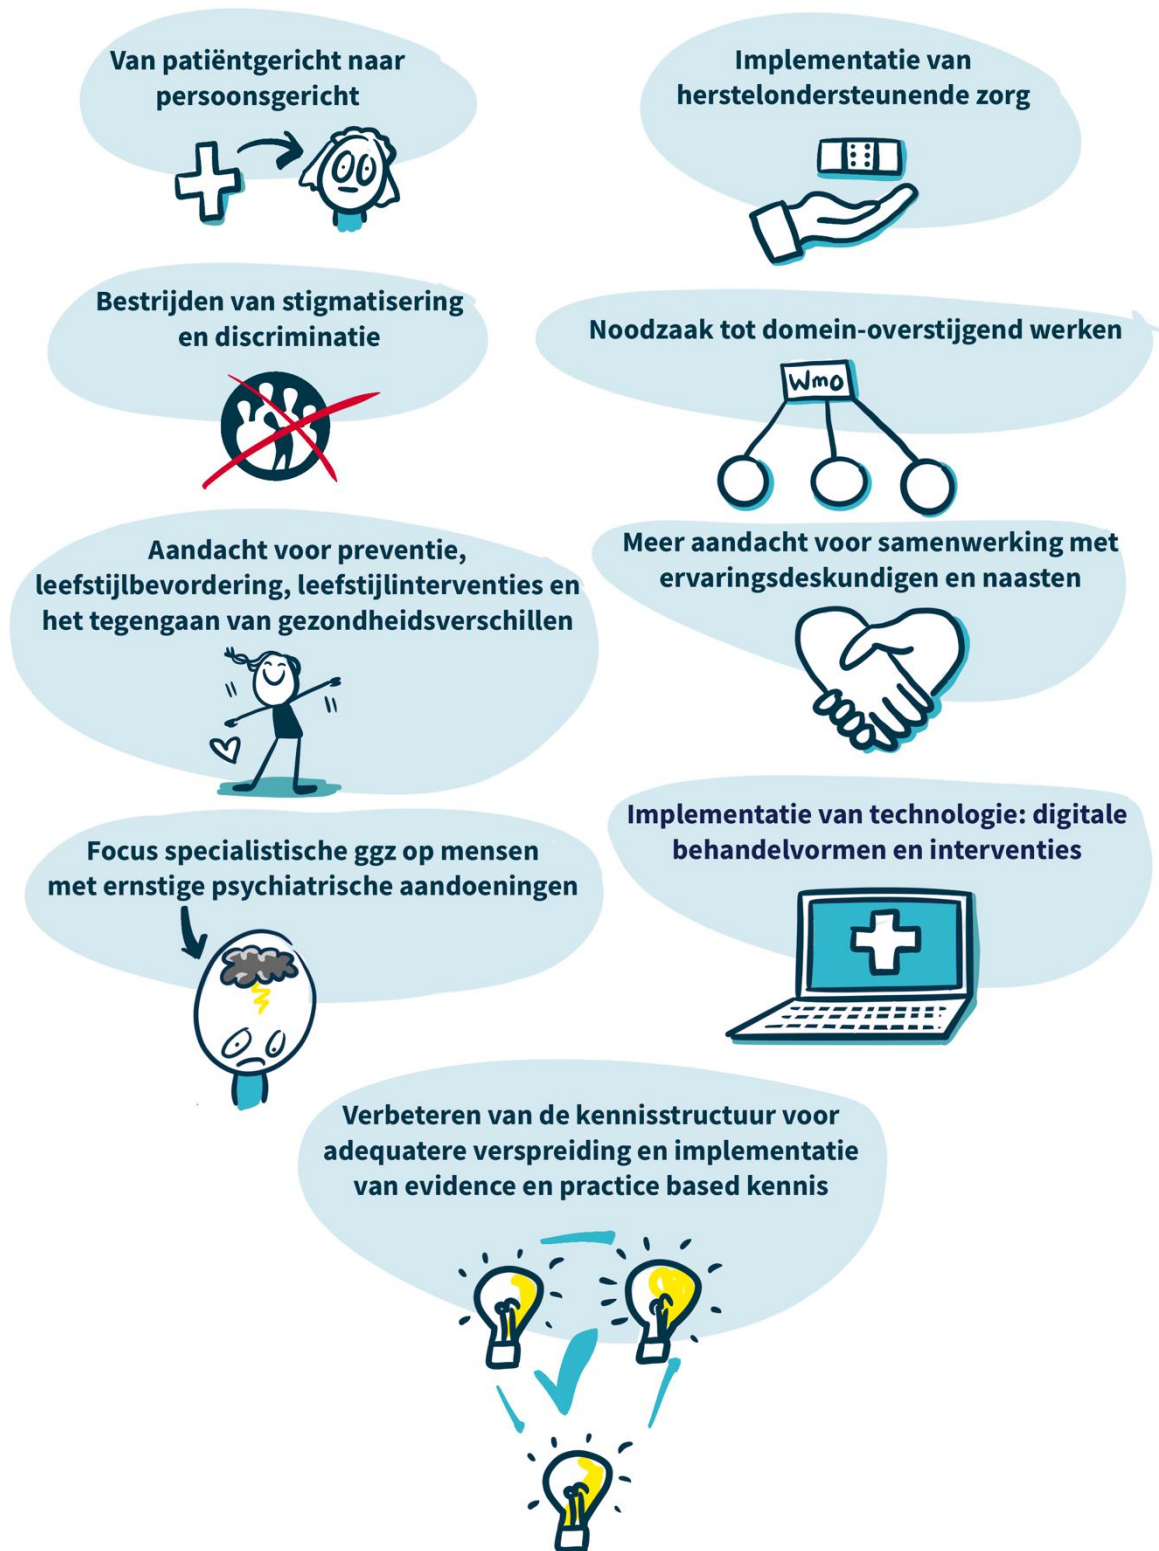 Van patiëntgericht naar
persoonsgericht
Implementatie van
herstelondersteunende zorg
Bestrijden van stigmatisering
en discriminatie
Noodzaak tot domein-overstijgend werken
Wmo
Aandacht voor preventie,
leefstijlbevordering, leefstijlinterventies en
het tegengaan van gezondheidsverschillen
Meer aandacht voor samenwerking met
ervaringsdeskundigen en naasten
Focus specialistische ggz op mensen
met ernstige psychiatrische aandoeningen
Implementatie van technologie: digitale
behandelvormen en interventies
Verbeteren van de kennisstructuur voor
adequatere verspreiding en implementatie
van evidence en practice based kennis